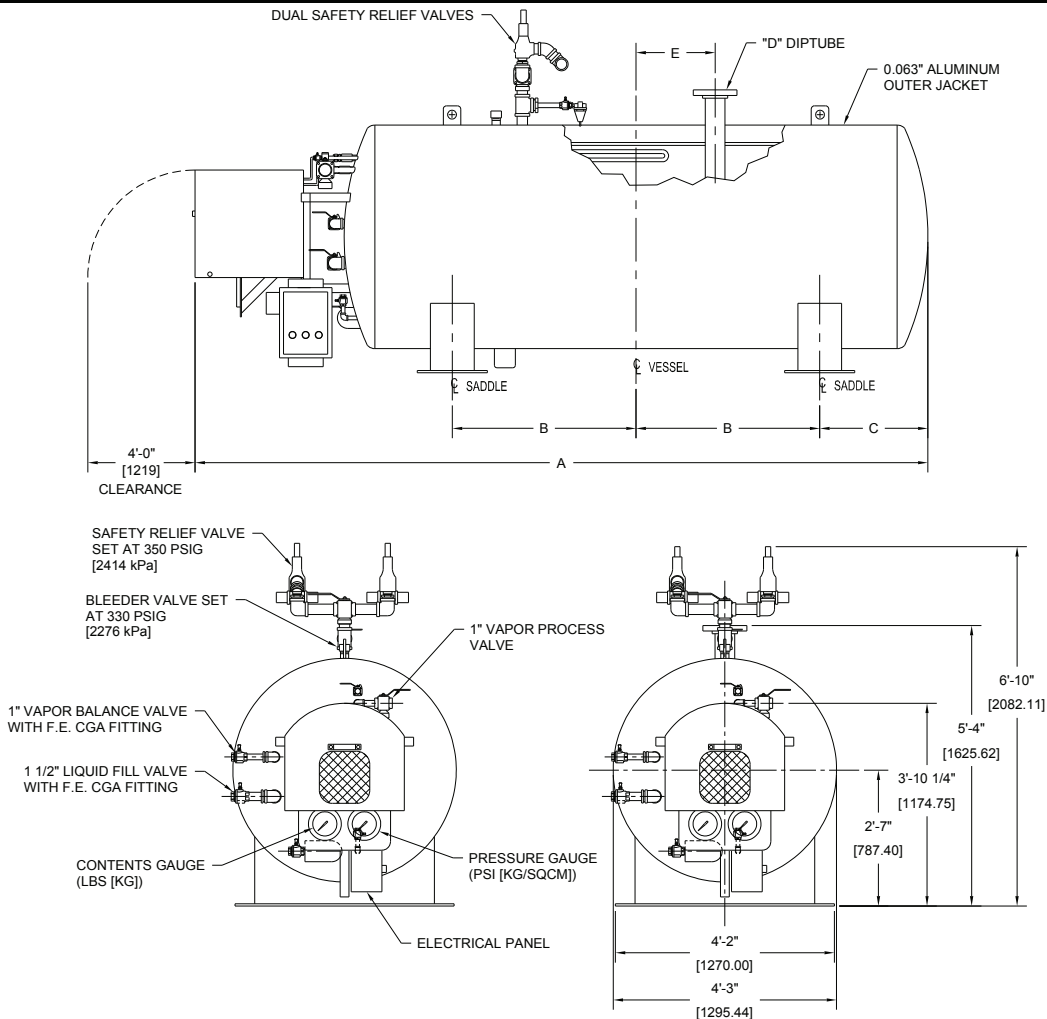 DUAL SAFETY RELIEF VALVES
E
"D" DIPTUBE
0.063" ALUMINUM
OUTER JACKET
℄ VESSEL
℄ SADDLE
℄ SADDLE
B
B
C
4'-0"
[1219]
CLEARANCE
A
SAFETY RELIEF VALVE
SET AT 350 PSIG
[2414 kPa]
BLEEDER VALVE SET
AT 330 PSIG
[2276 kPa]
1" VAPOR PROCESS
VALVE
1" VAPOR BALANCE VALVE
WITH F.E. CGA FITTING
1 1/2" LIQUID FILL VALVE
WITH F.E. CGA FITTING
CONTENTS GAUGE
(LBS [KG])
PRESSURE GAUGE
(PSI [KG/SQCM])
ELECTRICAL PANEL
6'-10"
[2082.11]
5'-4"
[1625.62]
3'-10 1/4"
[1174.75]
2'-7"
[787.40]
4'-2"
[1270.00]
4'-3"
[1295.44]